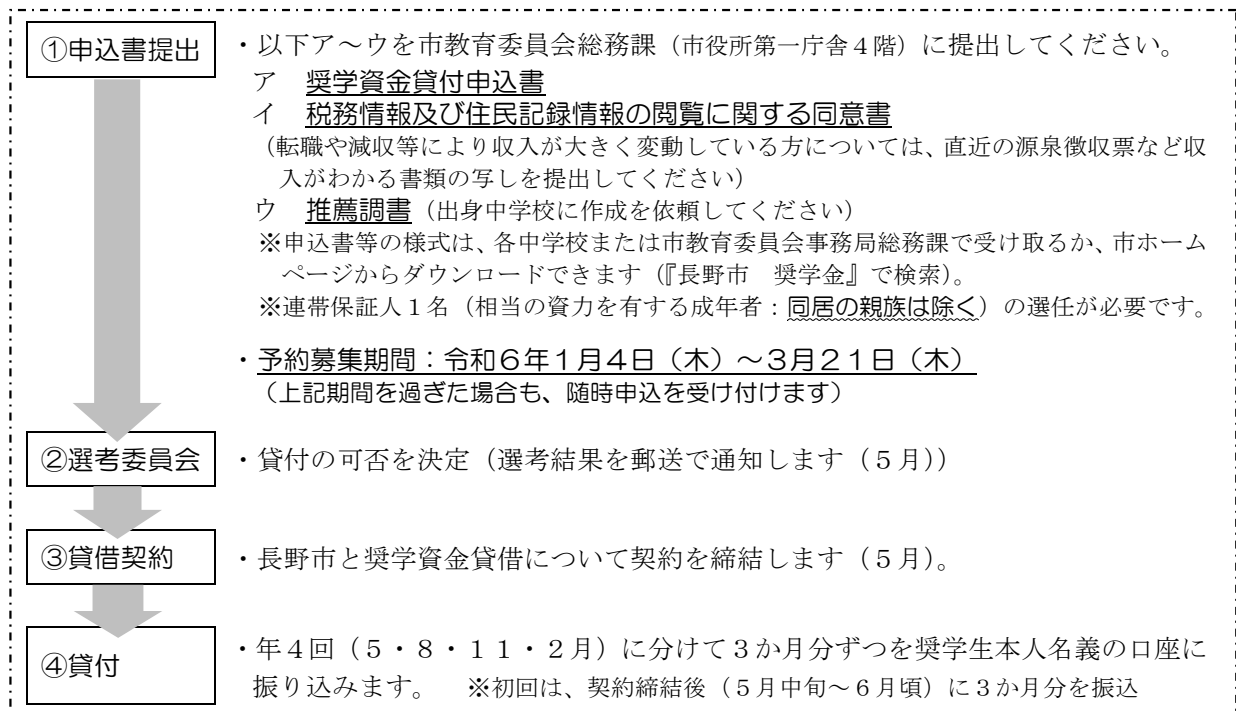 ①申込書提出
・以下ア～ウを市教育委員会総務課（市役所第一庁舎４階）に提出してください。
ア　奨学資金貸付申込書
イ　税務情報及び住民記録情報の閲覧に関する同意書
（転職や減収等により収入が大きく変動している方については、直近の源泉徴収票など収
入がわかる書類の写しを提出してください）
ウ　推薦調書（出身中学校に作成を依頼してください）
※申込書等の様式は、各中学校または市教育委員会事務局総務課で受け取るか、市ホーム
ページからダウンロードできます（『長野市　奨学金』で検索）。
※連帯保証人１名（相当の資力を有する成年者：同居の親族は除く）の選任が必要です。
・予約募集期間：令和６年１月４日（木）～３月２１日（木）
（上記期間を過ぎた場合も、随時申込を受け付けます）
②選考委員会
・貸付の可否を決定（選考結果を郵送で通知します（５月））
③貸借契約
・長野市と奨学資金貸借について契約を締結します（５月）。
④貸付
・年４回（５・８・１１・２月）に分けて３か月分ずつを奨学生本人名義の口座に
振り込みます。　※初回は、契約締結後（５月中旬～６月頃）に３か月分を振込